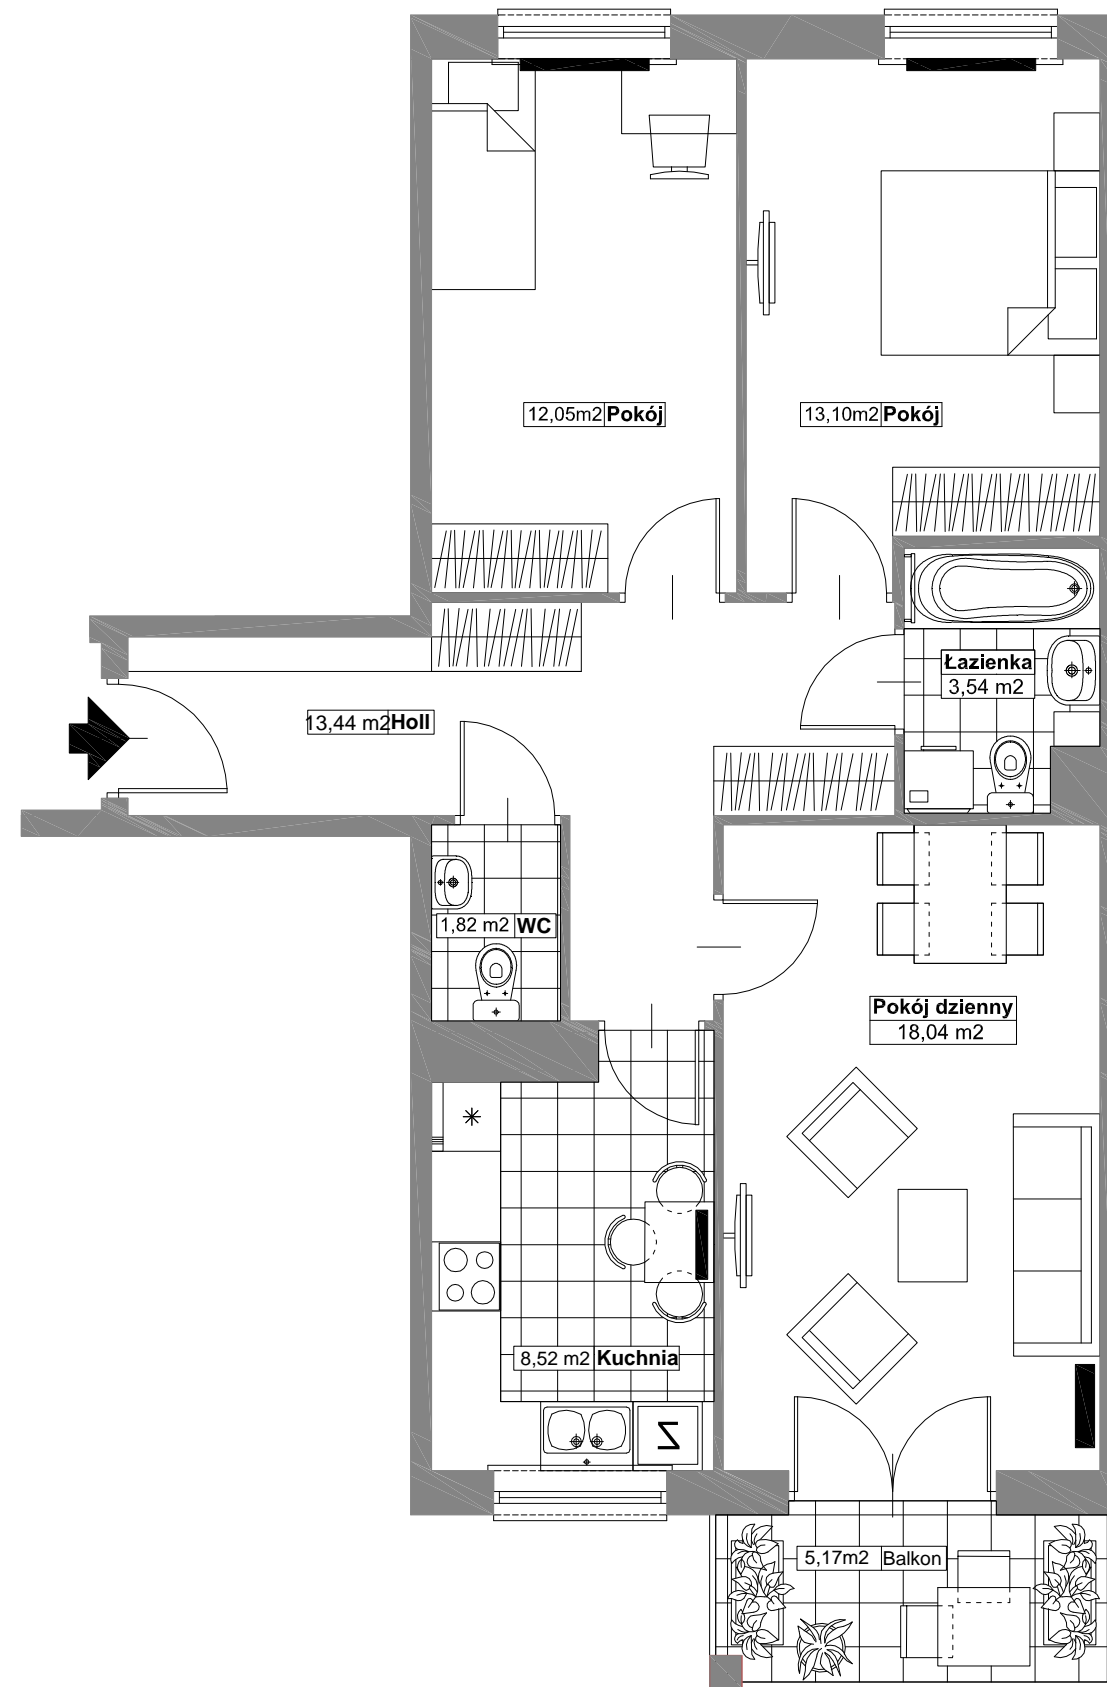 12,05m2 Pokój
13,10m2 Pokój
Łazienka
3,54 m2
13,44 m2 Holl
1,82 m2 WC
Pokój dzienny
18,04 m2
8,52 m2 Kuchnia
Z
5,17m2 Balkon